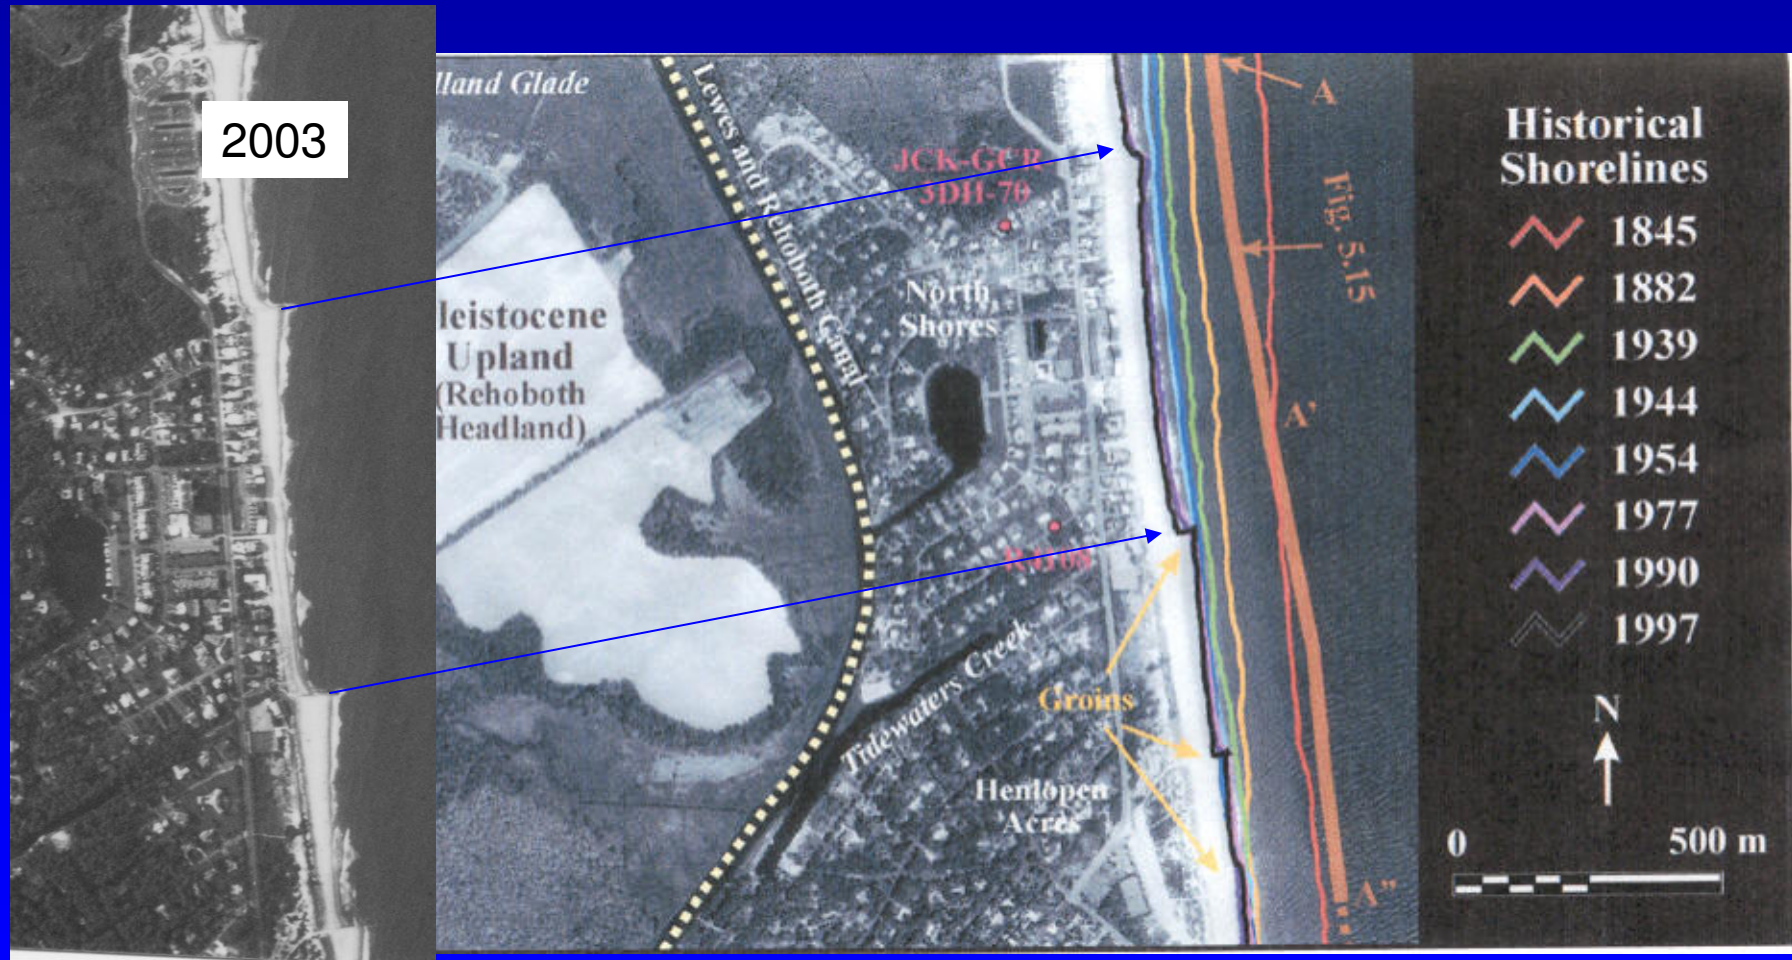 2003
lland Glade
Lewes and Rehoboth Canal
JCK-GCR
3DH-70
A
Fig. 5.15
North
Shores
leistocene
Upland
(Rehoboth
Headland)
A'
Groins
Tidewaters Creek
Henlopen
Acres
A"
Historical
Shorelines
1845
1882
1939
1944
1954
1977
1990
1997
N
0 500 m